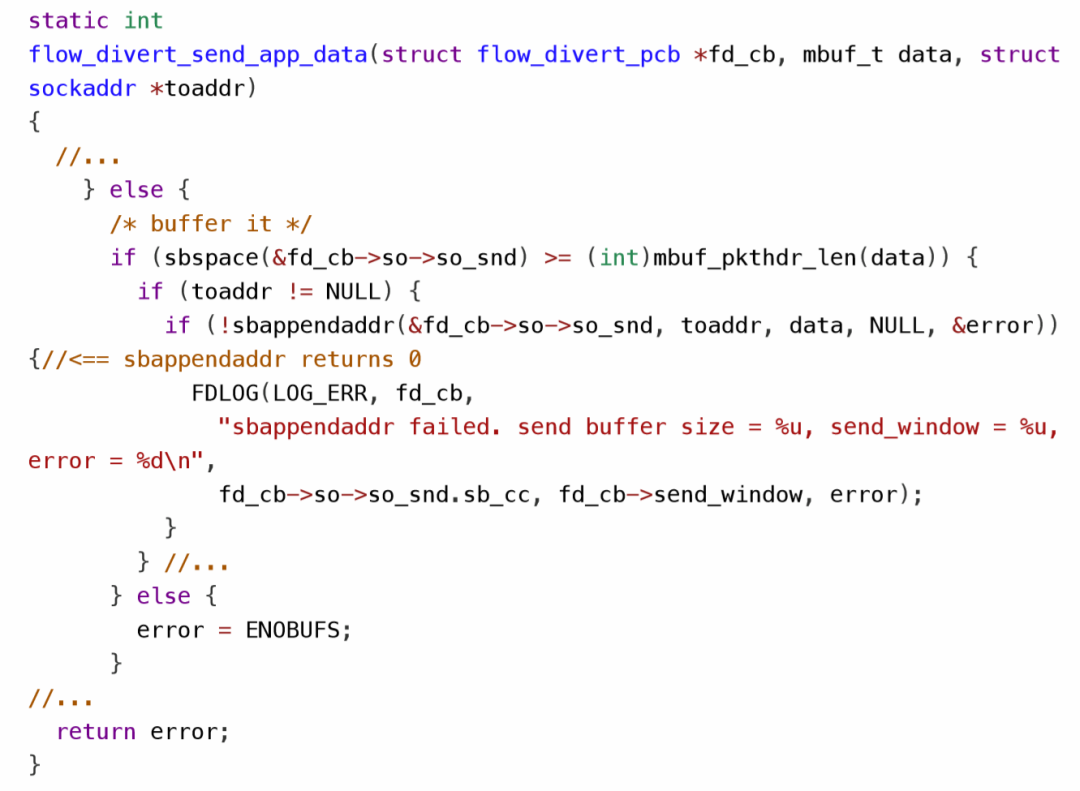 static int
flow_divert_send_app_data(struct flow_divert_pcb *fd_cb, mbuf_t data, struct
sockaddr *toaddr)
{
  //...
    } else {
      /* buffer it */
      if (sbspace(&fd_cb->so->so_snd) >= (int)mbuf_pkthdr_len(data)) {
        if (toaddr != NULL) {
          if (!sbappendaddr(&fd_cb->so->so_snd, toaddr, data, NULL, &error))
{//<== sbappendaddr returns 0
            FDLOG(LOG_ERR, fd_cb,
              "sbappendaddr failed. send buffer size = %u, send_window = %u,
error = %d\n",
              fd_cb->so->so_snd.sb_cc, fd_cb->send_window, error);
          }
        } //...
      } else {
        error = ENOBUFS;
      }
//...
  return error;
}